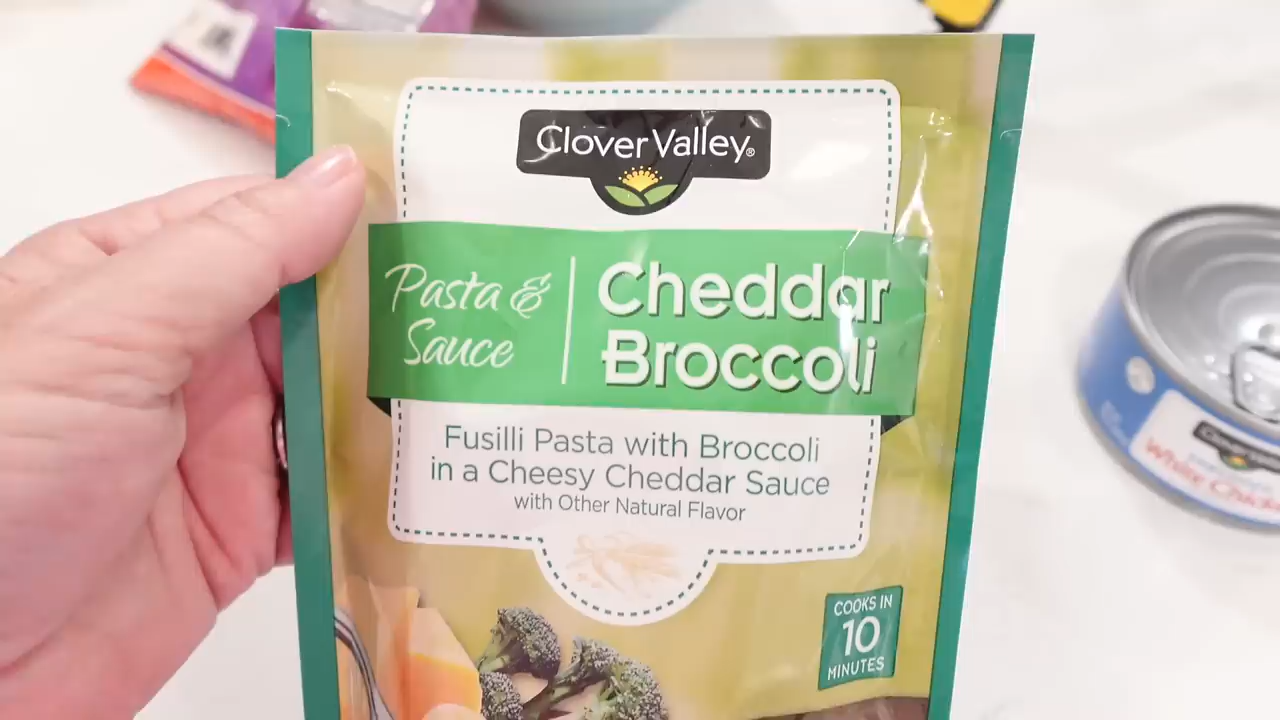 Clover Valley®
Pasta &
Sauce
Cheddar
Broccoli
Fusilli Pasta with Broccoli
in a Cheesy Cheddar Sauce
with Other Natural Flavor
COOKS IN
10
MINUTES
White